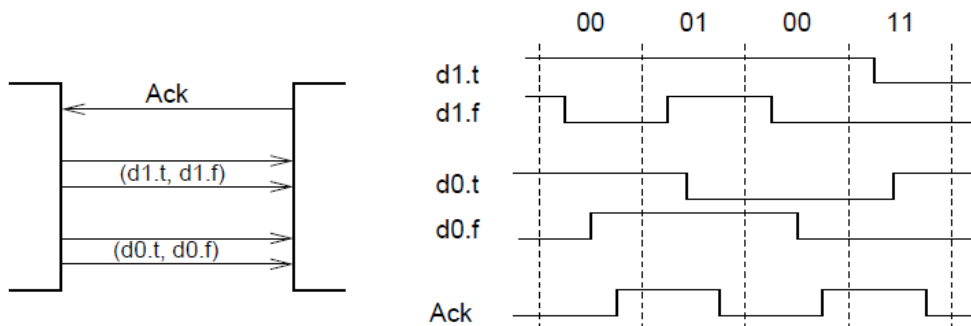 Ack
(d1.t, d1.f)
(d0.t, d0.f)
00 01 00 11
d1.t
d1.f
d0.t
d0.f
Ack